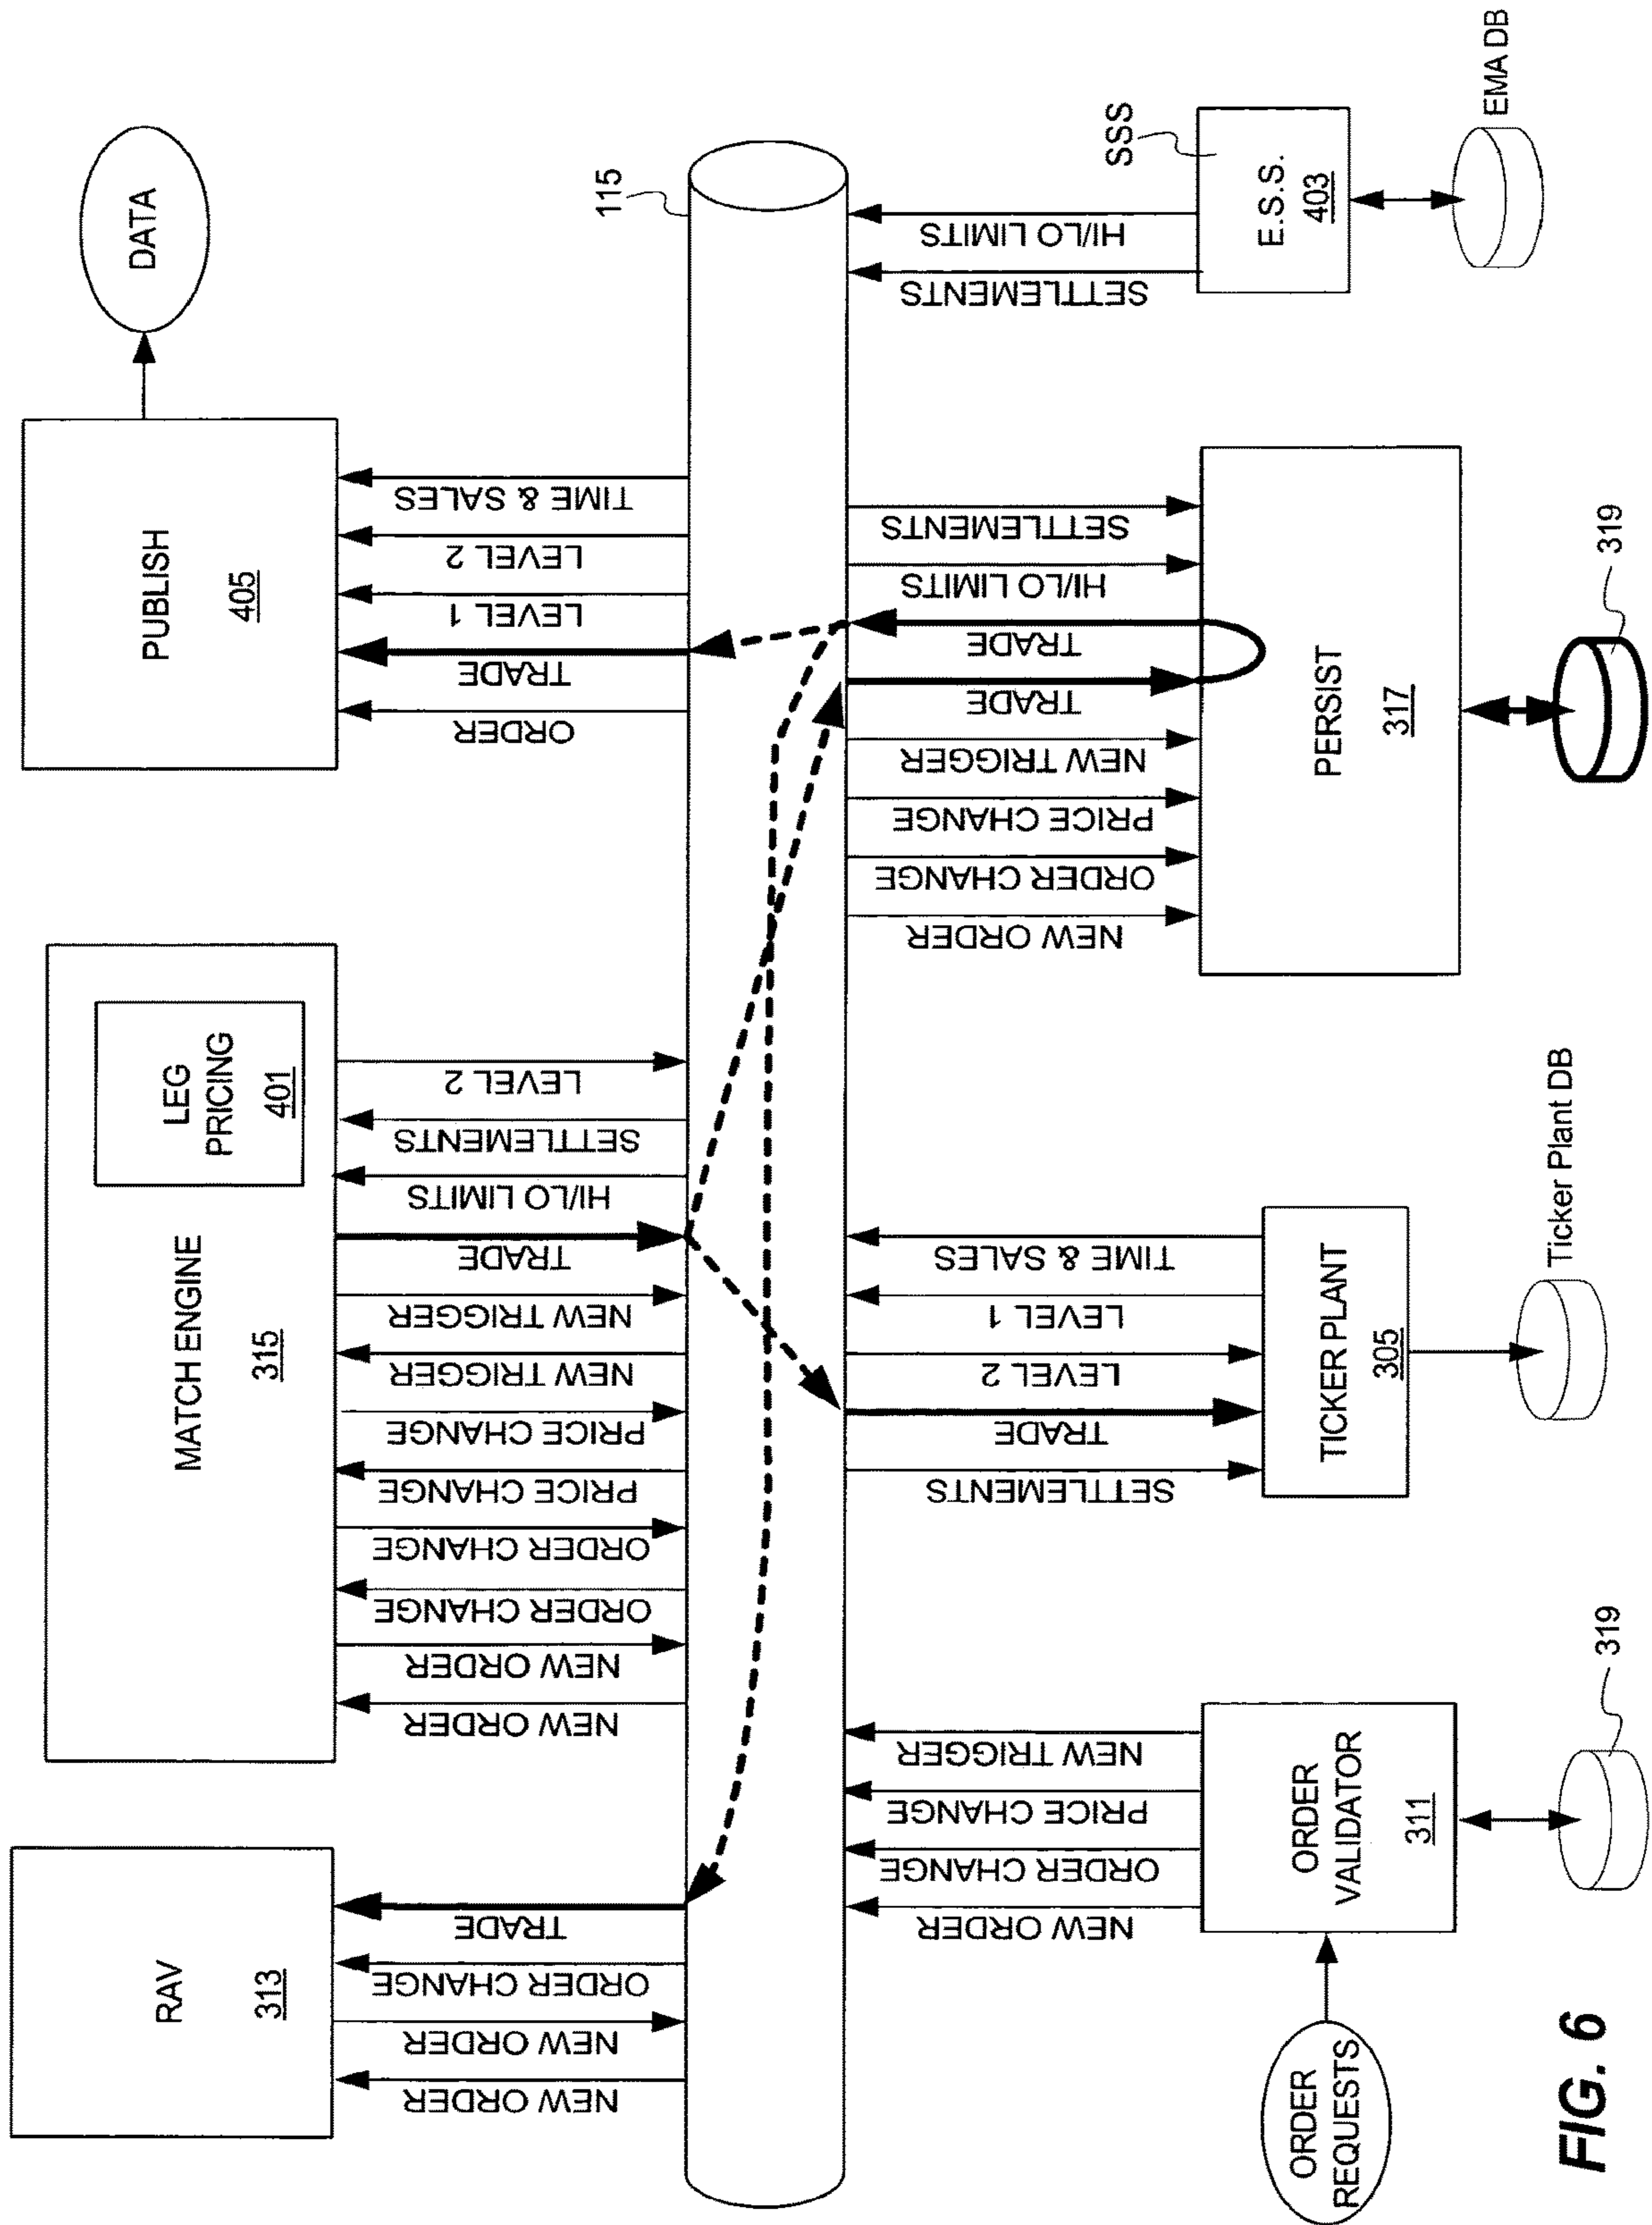 RAV
313
NEW ORDER
NEW ORDER
ORDER CHANGE
TRADE
MATCH ENGINE
315
LEG
PRICING
401
NEW ORDER
NEW ORDER
ORDER CHANGE
ORDER CHANGE
PRICE CHANGE
PRICE CHANGE
NEW TRIGGER
NEW TRIGGER
TRADE
HI/LO LIMITS
SETTLEMENTS
LEVEL 2
PUBLISH
405
ORDER
TRADE
LEVEL 1
LEVEL 2
TIME & SALES
DATA
115
ORDER
REQUESTS
ORDER
VALIDATOR
311
NEW ORDER
ORDER CHANGE
PRICE CHANGE
NEW TRIGGER
319
TICKER PLANT
305
SETTLEMENTS
TRADE
LEVEL 2
LEVEL 1
TIME & SALES
Ticker Plant DB
PERSIST
317
NEW ORDER
ORDER CHANGE
PRICE CHANGE
NEW TRIGGER
TRADE
TRADE
HI/LO LIMITS
SETTLEMENTS
319
E.S.S.
403
SSS
SETTLEMENTS
HI/LO LIMITS
EMA DB
FIG. 6